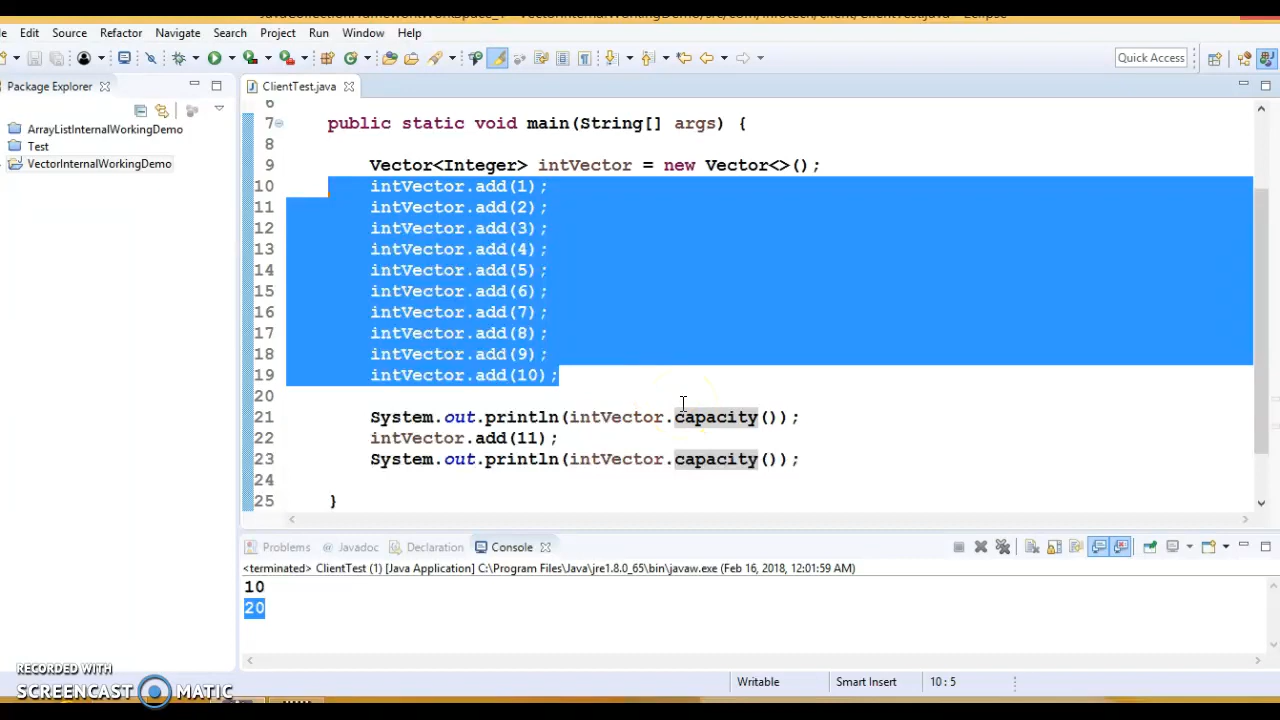 Edit Source Refactor Navigate Search Project Run Window Help
Quick Access
Package Explorer
ClientTest.java
ArrayListInternalWorkingDemo
Test
VectorInternalWorkingDemo
6
7 public static void main(String[] args) {
8
9 Vector<Integer> intVector = new Vector<>();
10 intVector.add(1);
11 intVector.add(2);
12 intVector.add(3);
13 intVector.add(4);
14 intVector.add(5);
15 intVector.add(6);
16 intVector.add(7);
17 intVector.add(8);
18 intVector.add(9);
19 intVector.add(10);
20
21 System.out.println(intVector.capacity());
22 intVector.add(11);
23 System.out.println(intVector.capacity());
24
25 }
Problems @ Javadoc Declaration Console
<terminated> ClientTest (1) [Java Application] C:\Program Files\Java\jre1.8.0_65\bin\javaw.exe (Feb 16, 2018, 12:01:59 AM)
10
20
RECORDED WITH
SCREENCAST MATIC
Writable Smart Insert 10 : 5